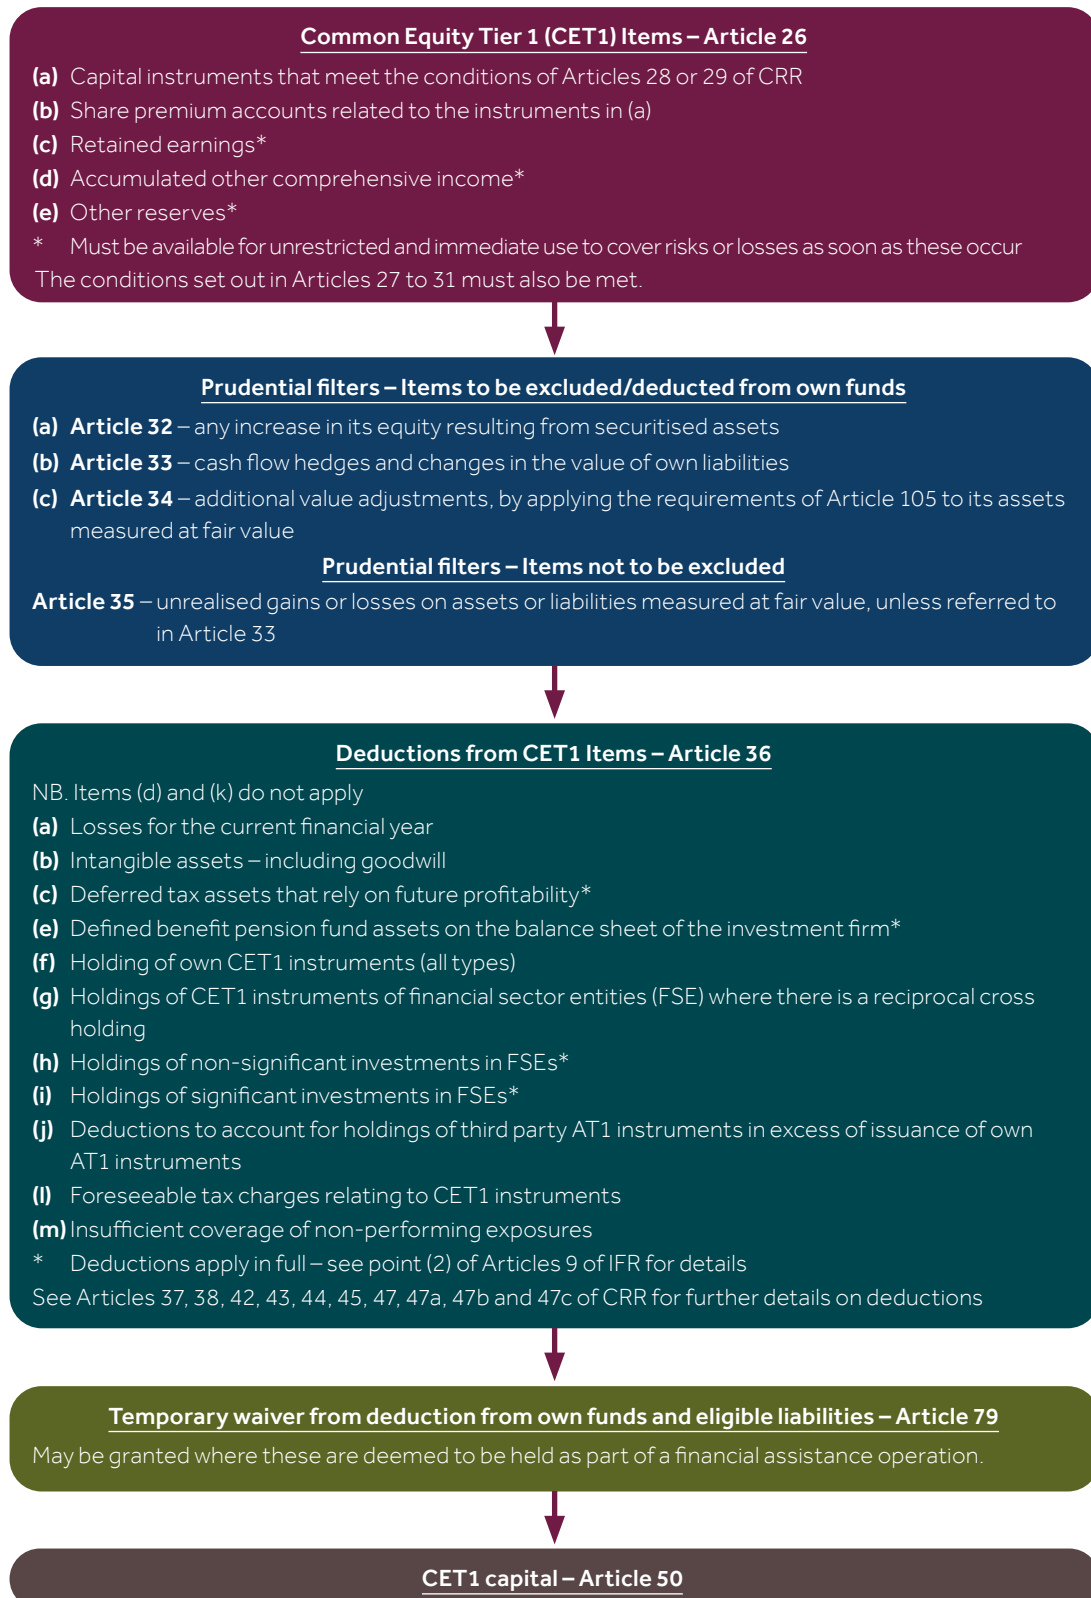 Common Equity Tier 1 (CET1) Items – Article 26
(a) Capital instruments that meet the conditions of Articles 28 or 29 of CRR
(b) Share premium accounts related to the instruments in (a)
(c) Retained earnings*
(d) Accumulated other comprehensive income*
(e) Other reserves*
* Must be available for unrestricted and immediate use to cover risks or losses as soon as these occur
The conditions set out in Articles 27 to 31 must also be met.
Prudential filters – Items to be excluded/deducted from own funds
(a) Article 32 – any increase in its equity resulting from securitised assets
(b) Article 33 – cash flow hedges and changes in the value of own liabilities
(c) Article 34 – additional value adjustments, by applying the requirements of Article 105 to its assets
measured at fair value
Prudential filters – Items not to be excluded
Article 35 – unrealised gains or losses on assets or liabilities measured at fair value, unless referred to
in Article 33
Deductions from CET1 Items – Article 36
NB. Items (d) and (k) do not apply
(a) Losses for the current financial year
(b) Intangible assets – including goodwill
(c) Deferred tax assets that rely on future profitability*
(e) Defined benefit pension fund assets on the balance sheet of the investment firm*
(f) Holding of own CET1 instruments (all types)
(g) Holdings of CET1 instruments of financial sector entities (FSE) where there is a reciprocal cross
holding
(h) Holdings of non-significant investments in FSEs*
(i) Holdings of significant investments in FSEs*
(j) Deductions to account for holdings of third party AT1 instruments in excess of issuance of own
AT1 instruments
(l) Foreseeable tax charges relating to CET1 instruments
(m) Insufficient coverage of non-performing exposures
* Deductions apply in full – see point (2) of Articles 9 of IFR for details
See Articles 37, 38, 42, 43, 44, 45, 47, 47a, 47b and 47c of CRR for further details on deductions
Temporary waiver from deduction from own funds and eligible liabilities – Article 79
May be granted where these are deemed to be held as part of a financial assistance operation.
CET1 capital – Article 50